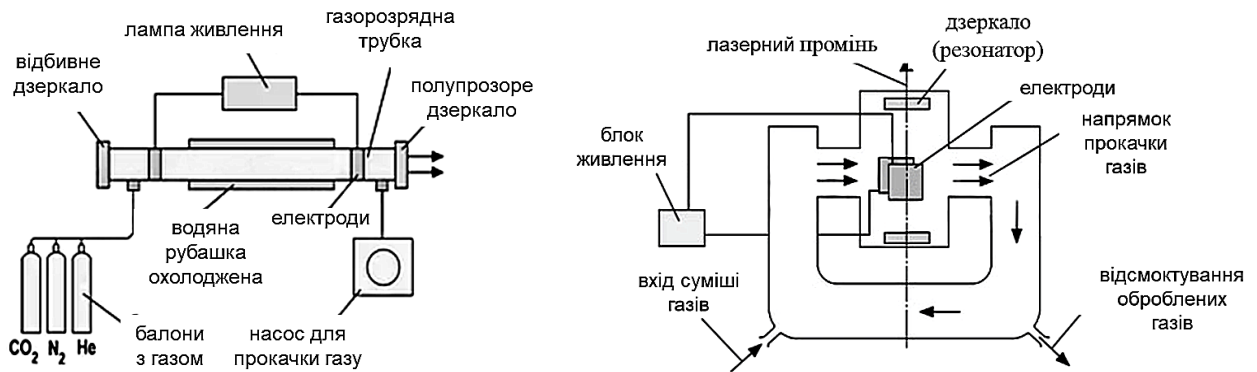 лампа живлення
газорозрядна
трубка
відбивне
дзеркало
полупрозоре
дзеркало
водяна
рубашка
охолоджена
електроди
балони
з газом
насос для
прокачки газу
CO2 N2 He
лазерний промінь
дзеркало
(резонатор)
електроди
напрямок
прокачки
газів
блок
живлення
вхід суміші
газів
відсмоктування
оброблених
газів